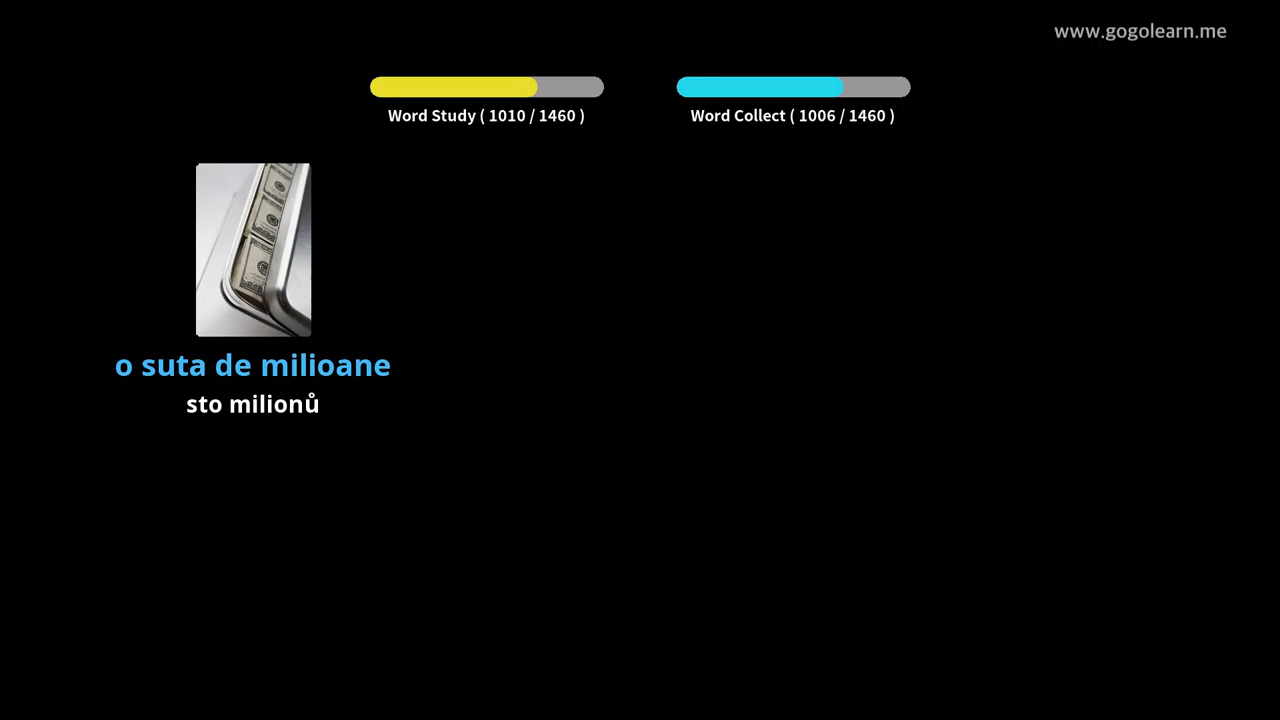 www.gogolearn.me
Word Study ( 1010 / 1460 )
Word Collect ( 1006 / 1460 )
o suta de milioane
sto milionů